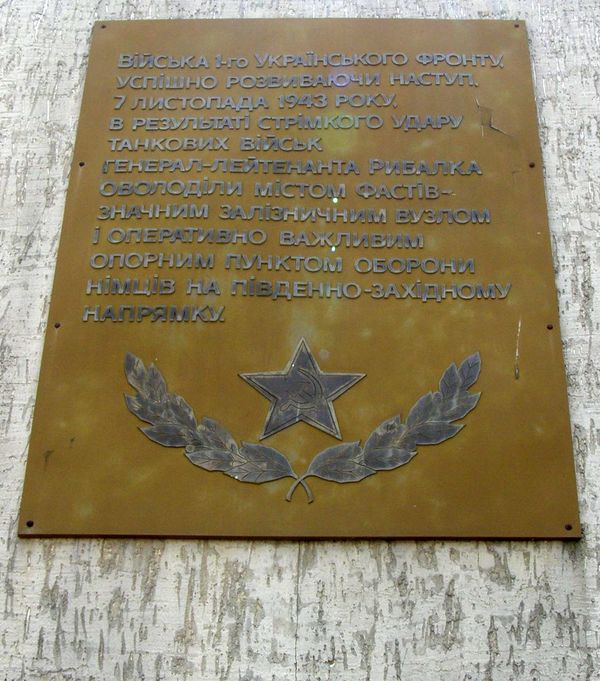 Війська 1-го Українського фронту,
успішно розвиваючи наступ,
7 листопада 1943 року,
в результаті стрімкого удару
танкових військ
генерал-лейтенанта Рибалка
оволоділи містом Фастів-
значним залізничним вузлом
і оперативно важливим
опорним пунктом оборони
німців на південно-західному
напрямку.